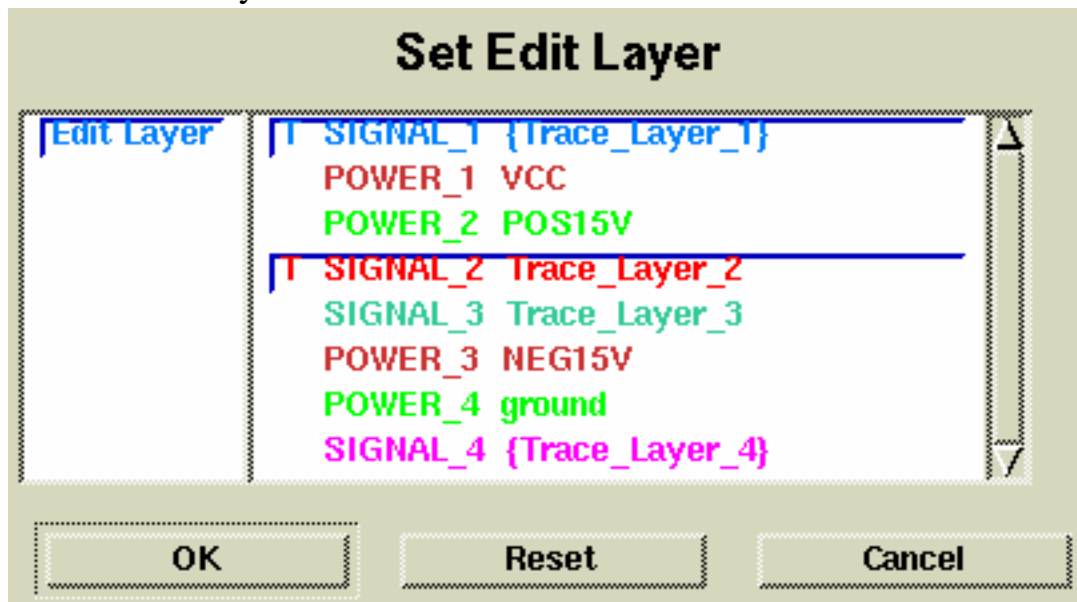 Set Edit Layer
Edit Layer
T SIGNAL_1 {Trace_Layer_1}
POWER_1 VCC
POWER_2 POS15V
T SIGNAL_2 Trace_Layer_2
SIGNAL_3 Trace_Layer_3
POWER_3 NEG15V
POWER_4 ground
SIGNAL_4 {Trace_Layer_4}
OK Reset Cancel